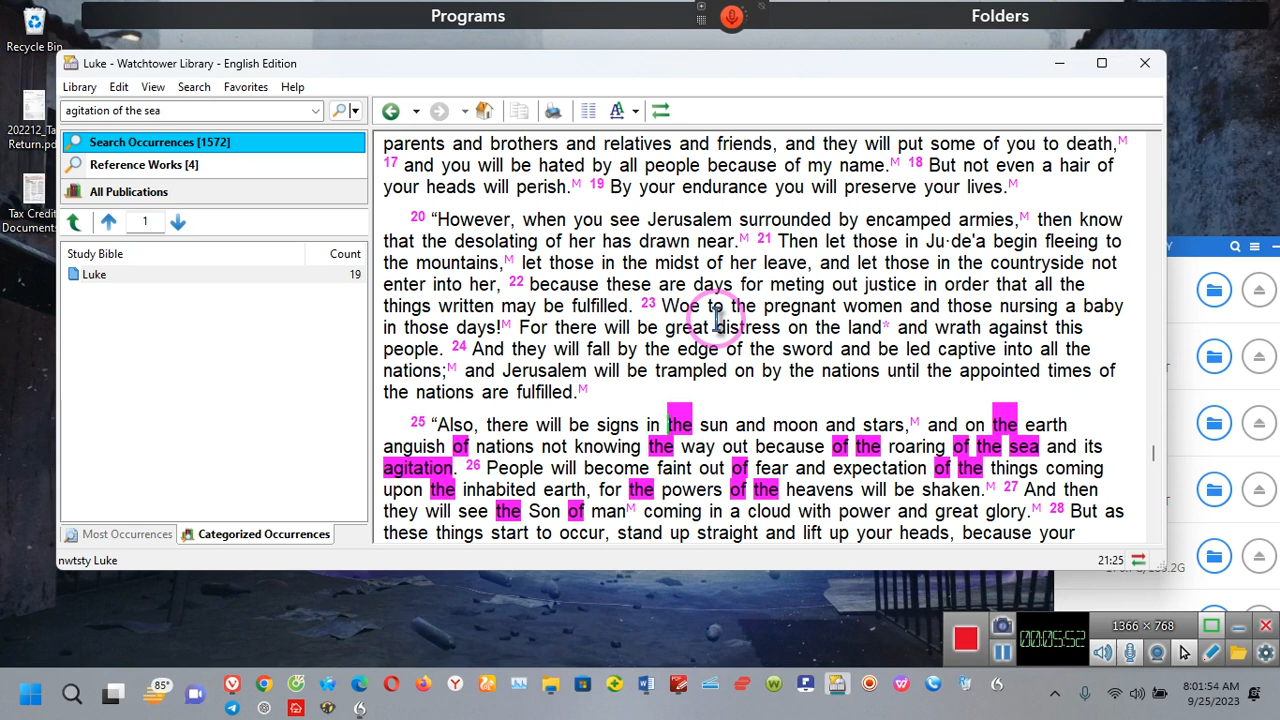 Programs
Folders
Recycle Bin
Luke - Watchtower Library - English Edition
Library Edit View Search Favorites Help
agitation of the sea
Search Occurrences [1572]
Reference Works [4]
All Publications
1
Study Bible Count
Luke 19
Most Occurrences Categorized Occurrences
nwtsty Luke
21:25
202212_Ta
Return.pd
Tax Credit
Documents
parents and brothers and relatives and friends, and they will put some of you to death,M
17 and you will be hated by all people because of my name.M 18 But not even a hair of
your heads will perish.M 19 By your endurance you will preserve your lives.M
20 “However, when you see Jerusalem surrounded by encamped armies,M then know
that the desolating of her has drawn near.M 21 Then let those in Ju·de'a begin fleeing to
the mountains,M let those in the midst of her leave, and let those in the countryside not
enter into her, 22 because these are days for meting out justice in order that all the
things written may be fulfilled. 23 Woe to the pregnant women and those nursing a baby
in those days!M For there will be great distress on the land* and wrath against this
people. 24 And they will fall by the edge of the sword and be led captive into all the
nations;M and Jerusalem will be trampled on by the nations until the appointed times of
the nations are fulfilled.M
25 “Also, there will be signs in the sun and moon and stars,M and on the earth
anguish of nations not knowing the way out because of the roaring of the sea and its
agitation. 26 People will become faint out of fear and expectation of the things coming
upon the inhabited earth, for the powers of the heavens will be shaken.M 27 And then
they will see the Son of manM coming in a cloud with power and great glory.M 28 But as
these things start to occur, stand up straight and lift up your heads, because your
00:05:52
1366 × 768
85°
8:01:54 AM
9/25/2023